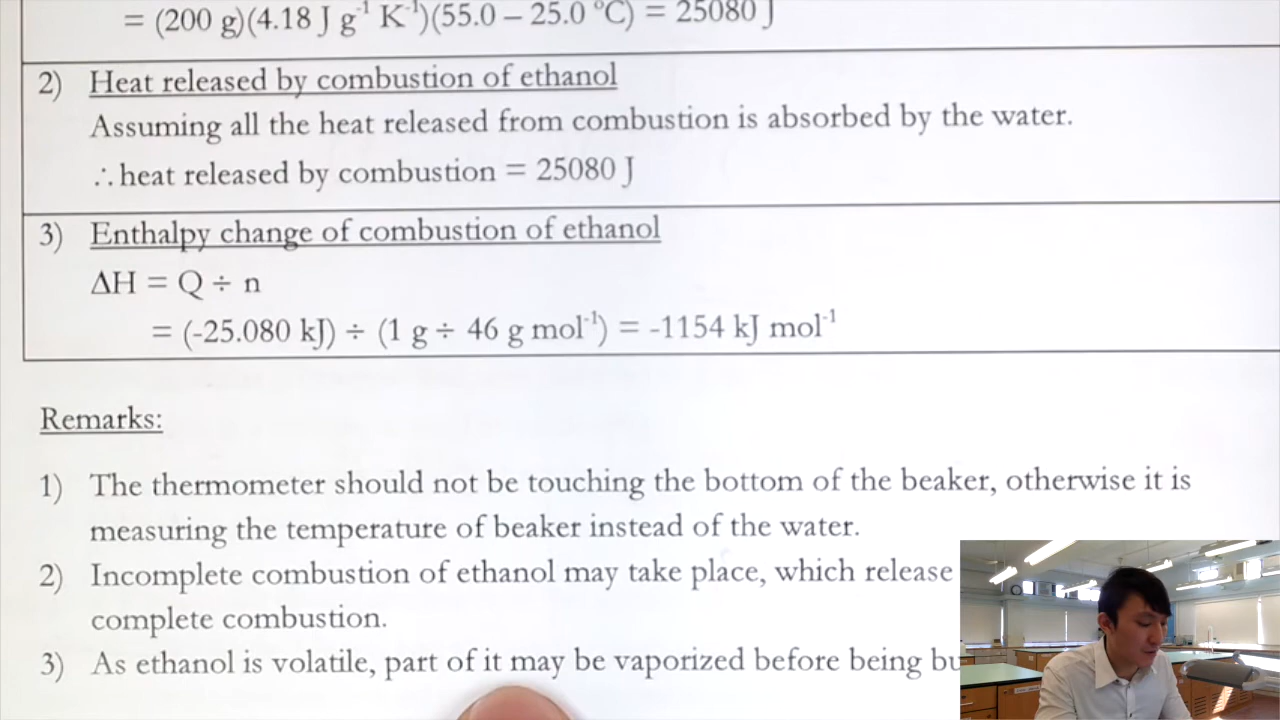 = (200 g)(4.18 J g⁻¹ K⁻¹)(55.0 – 25.0 °C) = 25080 J
2) Heat released by combustion of ethanol
Assuming all the heat released from combustion is absorbed by the water.
∴ heat released by combustion = 25080 J
3) Enthalpy change of combustion of ethanol
ΔH = Q ÷ n
= (-25.080 kJ) ÷ (1 g ÷ 46 g mol⁻¹) = -1154 kJ mol⁻¹
Remarks:
1) The thermometer should not be touching the bottom of the beaker, otherwise it is
measuring the temperature of beaker instead of the water.
2) Incomplete combustion of ethanol may take place, which release
complete combustion.
3) As ethanol is volatile, part of it may be vaporized before being